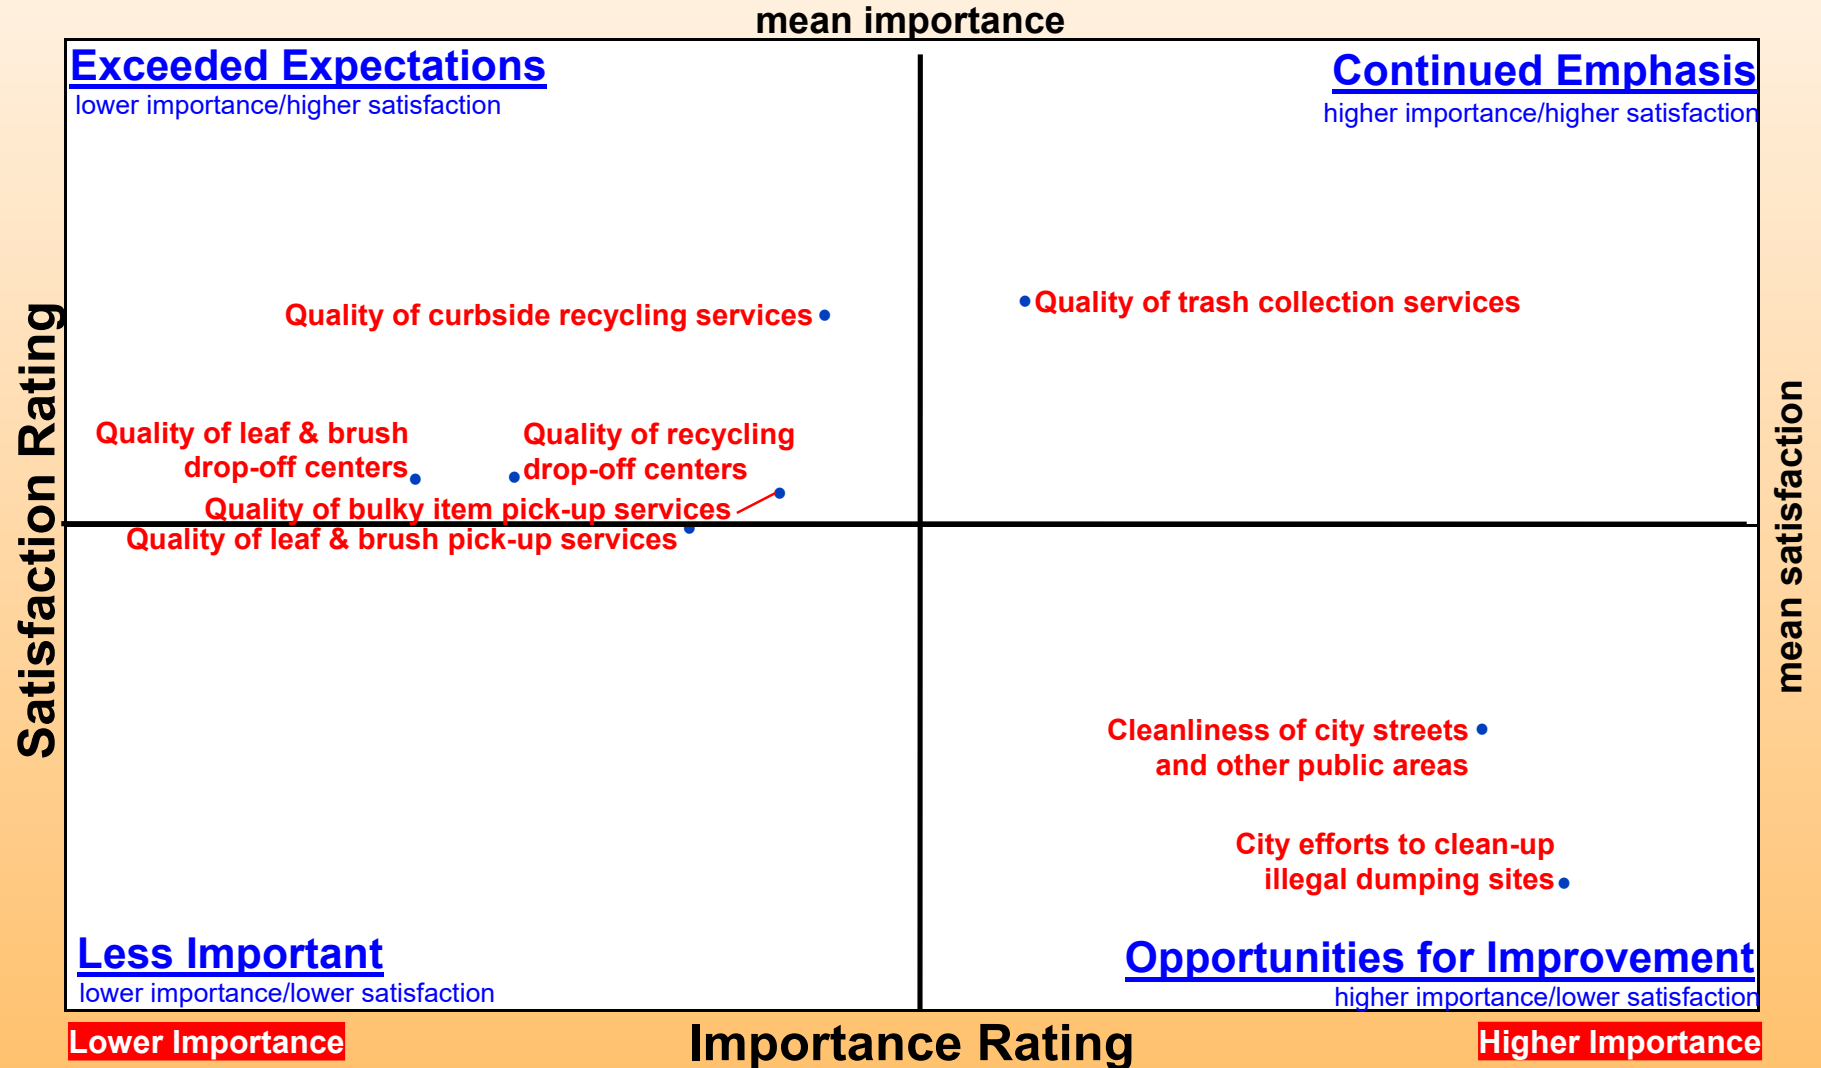 mean importance
Exceeded Expectations
lower importance/higher satisfaction
Continued Emphasis
higher importance/higher satisfaction
Quality of curbside recycling services
Quality of trash collection services
Quality of leaf & brush
drop-off centers
Quality of recycling
drop-off centers
Quality of bulky item pick-up services
Quality of leaf & brush pick-up services
Satisfaction Rating
mean satisfaction
Cleanliness of city streets
and other public areas
City efforts to clean-up
illegal dumping sites
Less Important
lower importance/lower satisfaction
Opportunities for Improvement
higher importance/lower satisfaction
Lower Importance
Importance Rating
Higher Importance